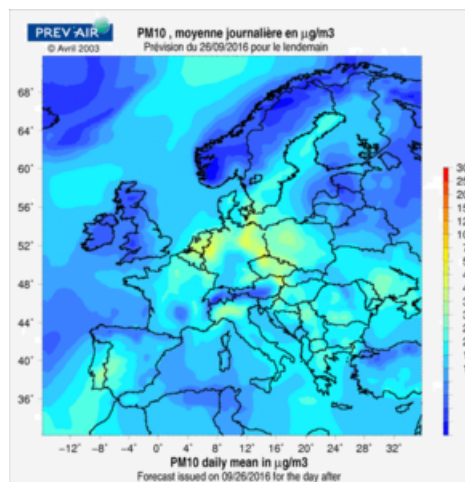 PREV'AIR
© Avril 2003
PM10 , moyenne journalière en µg/m3
Prévision du 26/09/2016 pour le lendemain
68°
64°
60°
56°
52°
48°
44°
40°
36°
−12° −8° −4° 0° 4° 8° 12° 16° 20° 24° 28° 32°
PM10 daily mean in µg/m3
Forecast issued on 09/26/2016 for the day after